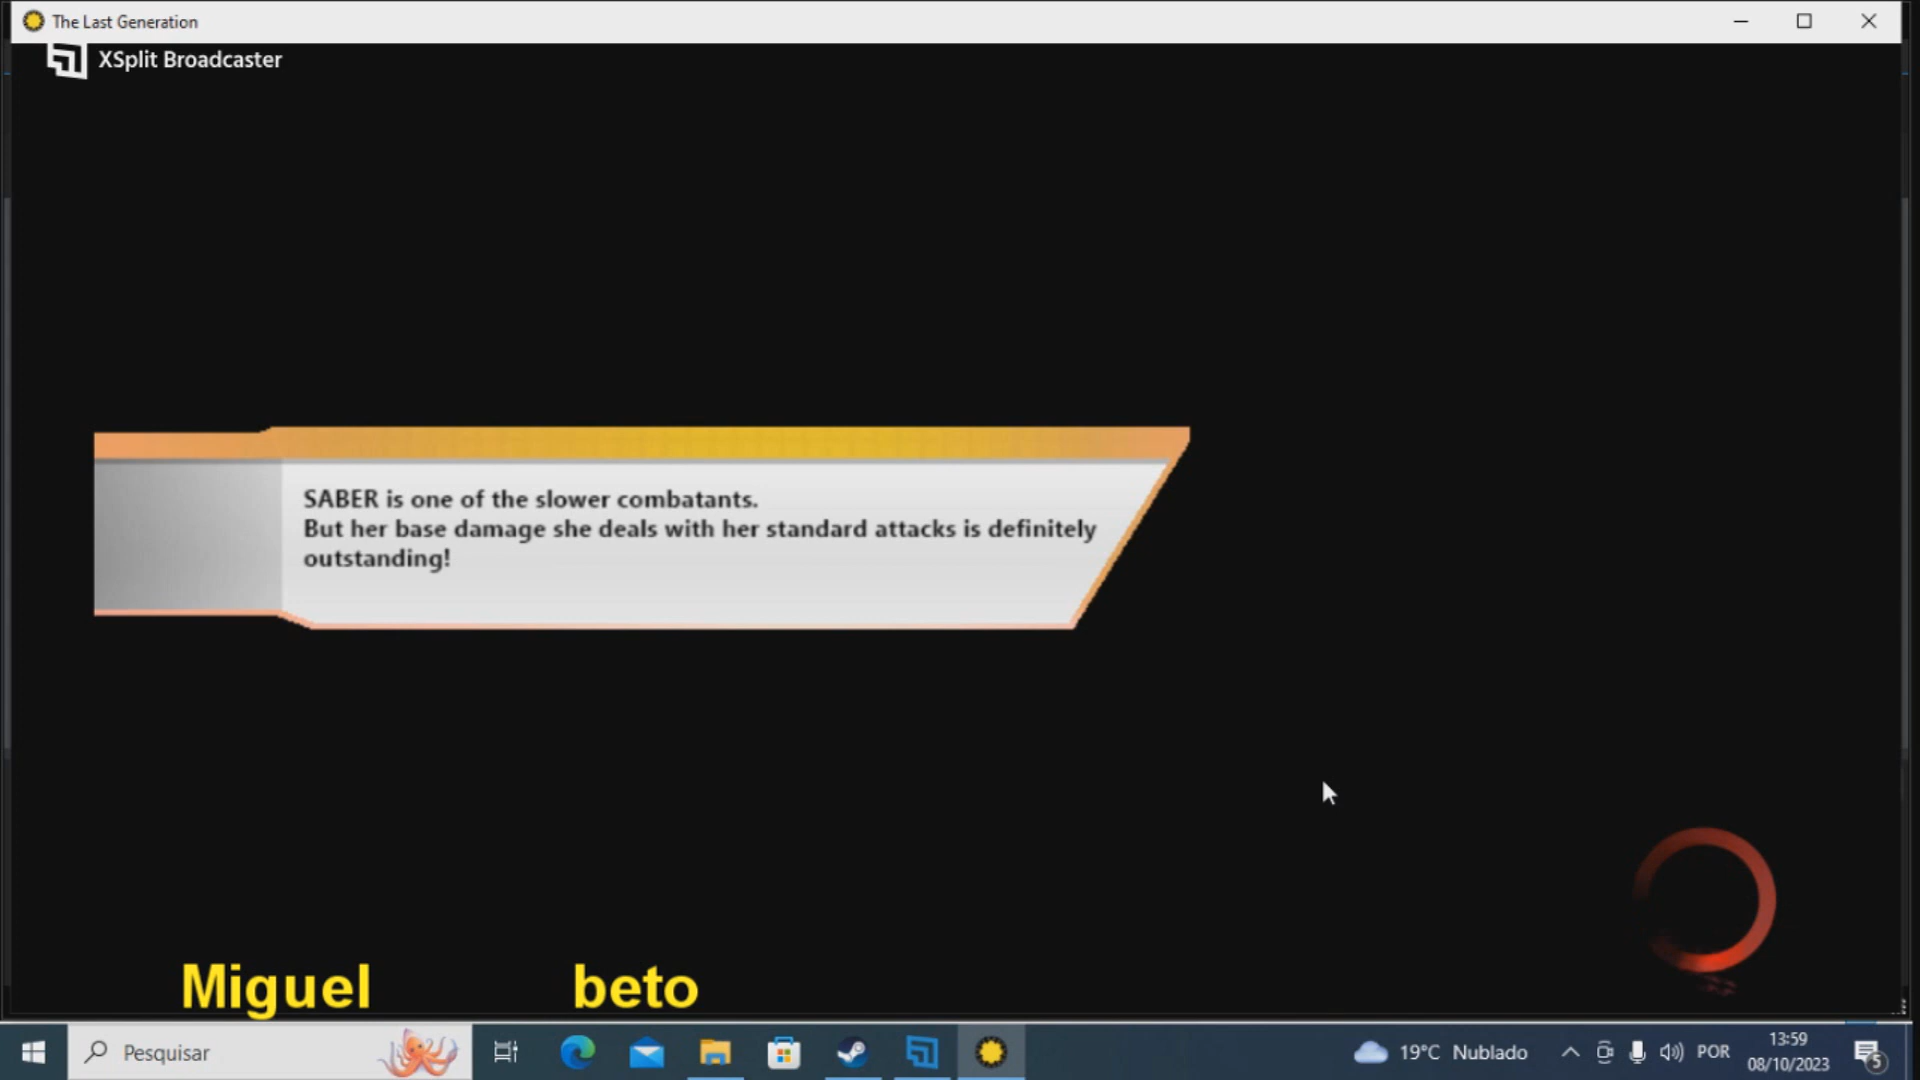 The Last Generation
XSplit Broadcaster
SABER is one of the slower combatants.
But her base damage she deals with her standard attacks is definitely
outstanding!
Miguel beto
Pesquisar
19°C Nublado
POR
13:59
08/10/2023
5